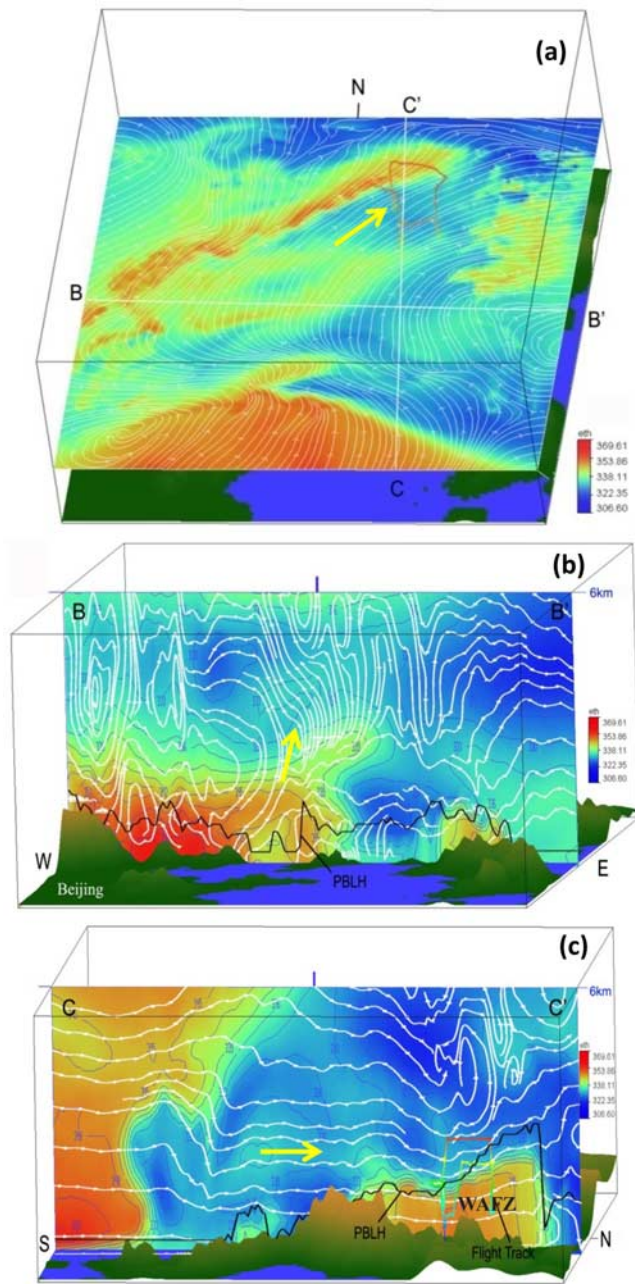 (a)
N
C'
B
B'
C
eth
369.61
353.86
338.11
322.35
306.60
(b)
6km
B
B'
eth
369.61
353.86
338.11
322.35
306.60
W
PBLH
E
Beijing
(c)
6km
C
C'
eth
369.61
353.86
338.11
322.35
306.60
WAFZ
S
PBLH
Flight Track
N